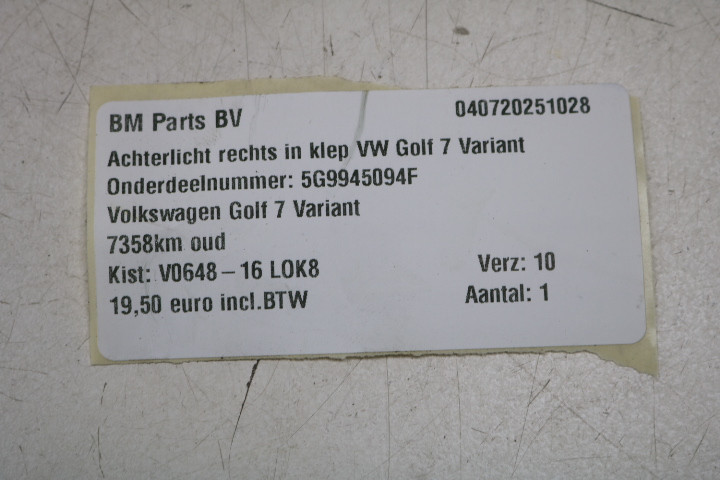 BM Parts BV 040720251028
Achterlicht rechts in klep VW Golf 7 Variant
Onderdeelnummer: 5G9945094F
Volkswagen Golf 7 Variant
7358km oud
Kist: V0648-16 LOK8 Verz: 10
19,50 euro incl.BTW Aantal: 1